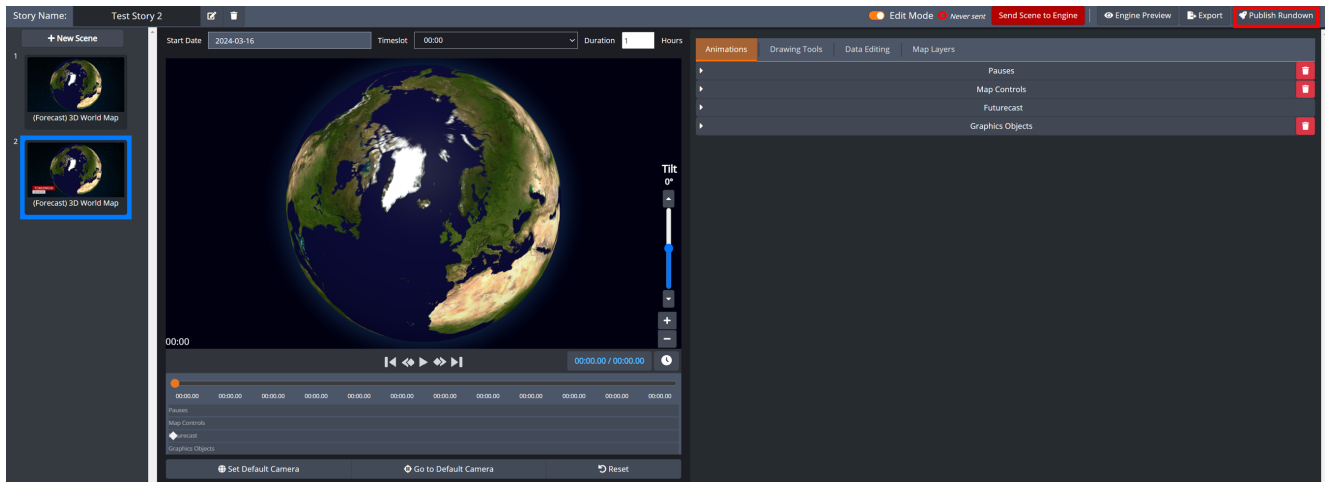 Story Name: Test Story 2 Edit Mode Never sent Send Scene to Engine Engine Preview Export Publish Rundown
+ New Scene
Start Date 2024-03-16 Timeslot 00:00 Duration 1 Hours
Animations Drawing Tools Data Editing Map Layers
1
(Forecast) 3D World Map
2
(Forecast) 3D World Map
Pauses
Map Controls
Futurecast
Graphics Objects
Tilt
0°
+
−
00:00
00:00.00 / 00:00.00
00:00.00 00:00.00 00:00.00 00:00.00 00:00.00 00:00.00 00:00.00 00:00.00 00:00.00 00:00.00 00:00.00 00:00.00
Pauses
Map Controls
urecast
Graphics Objects
Set Default Camera Go to Default Camera Reset